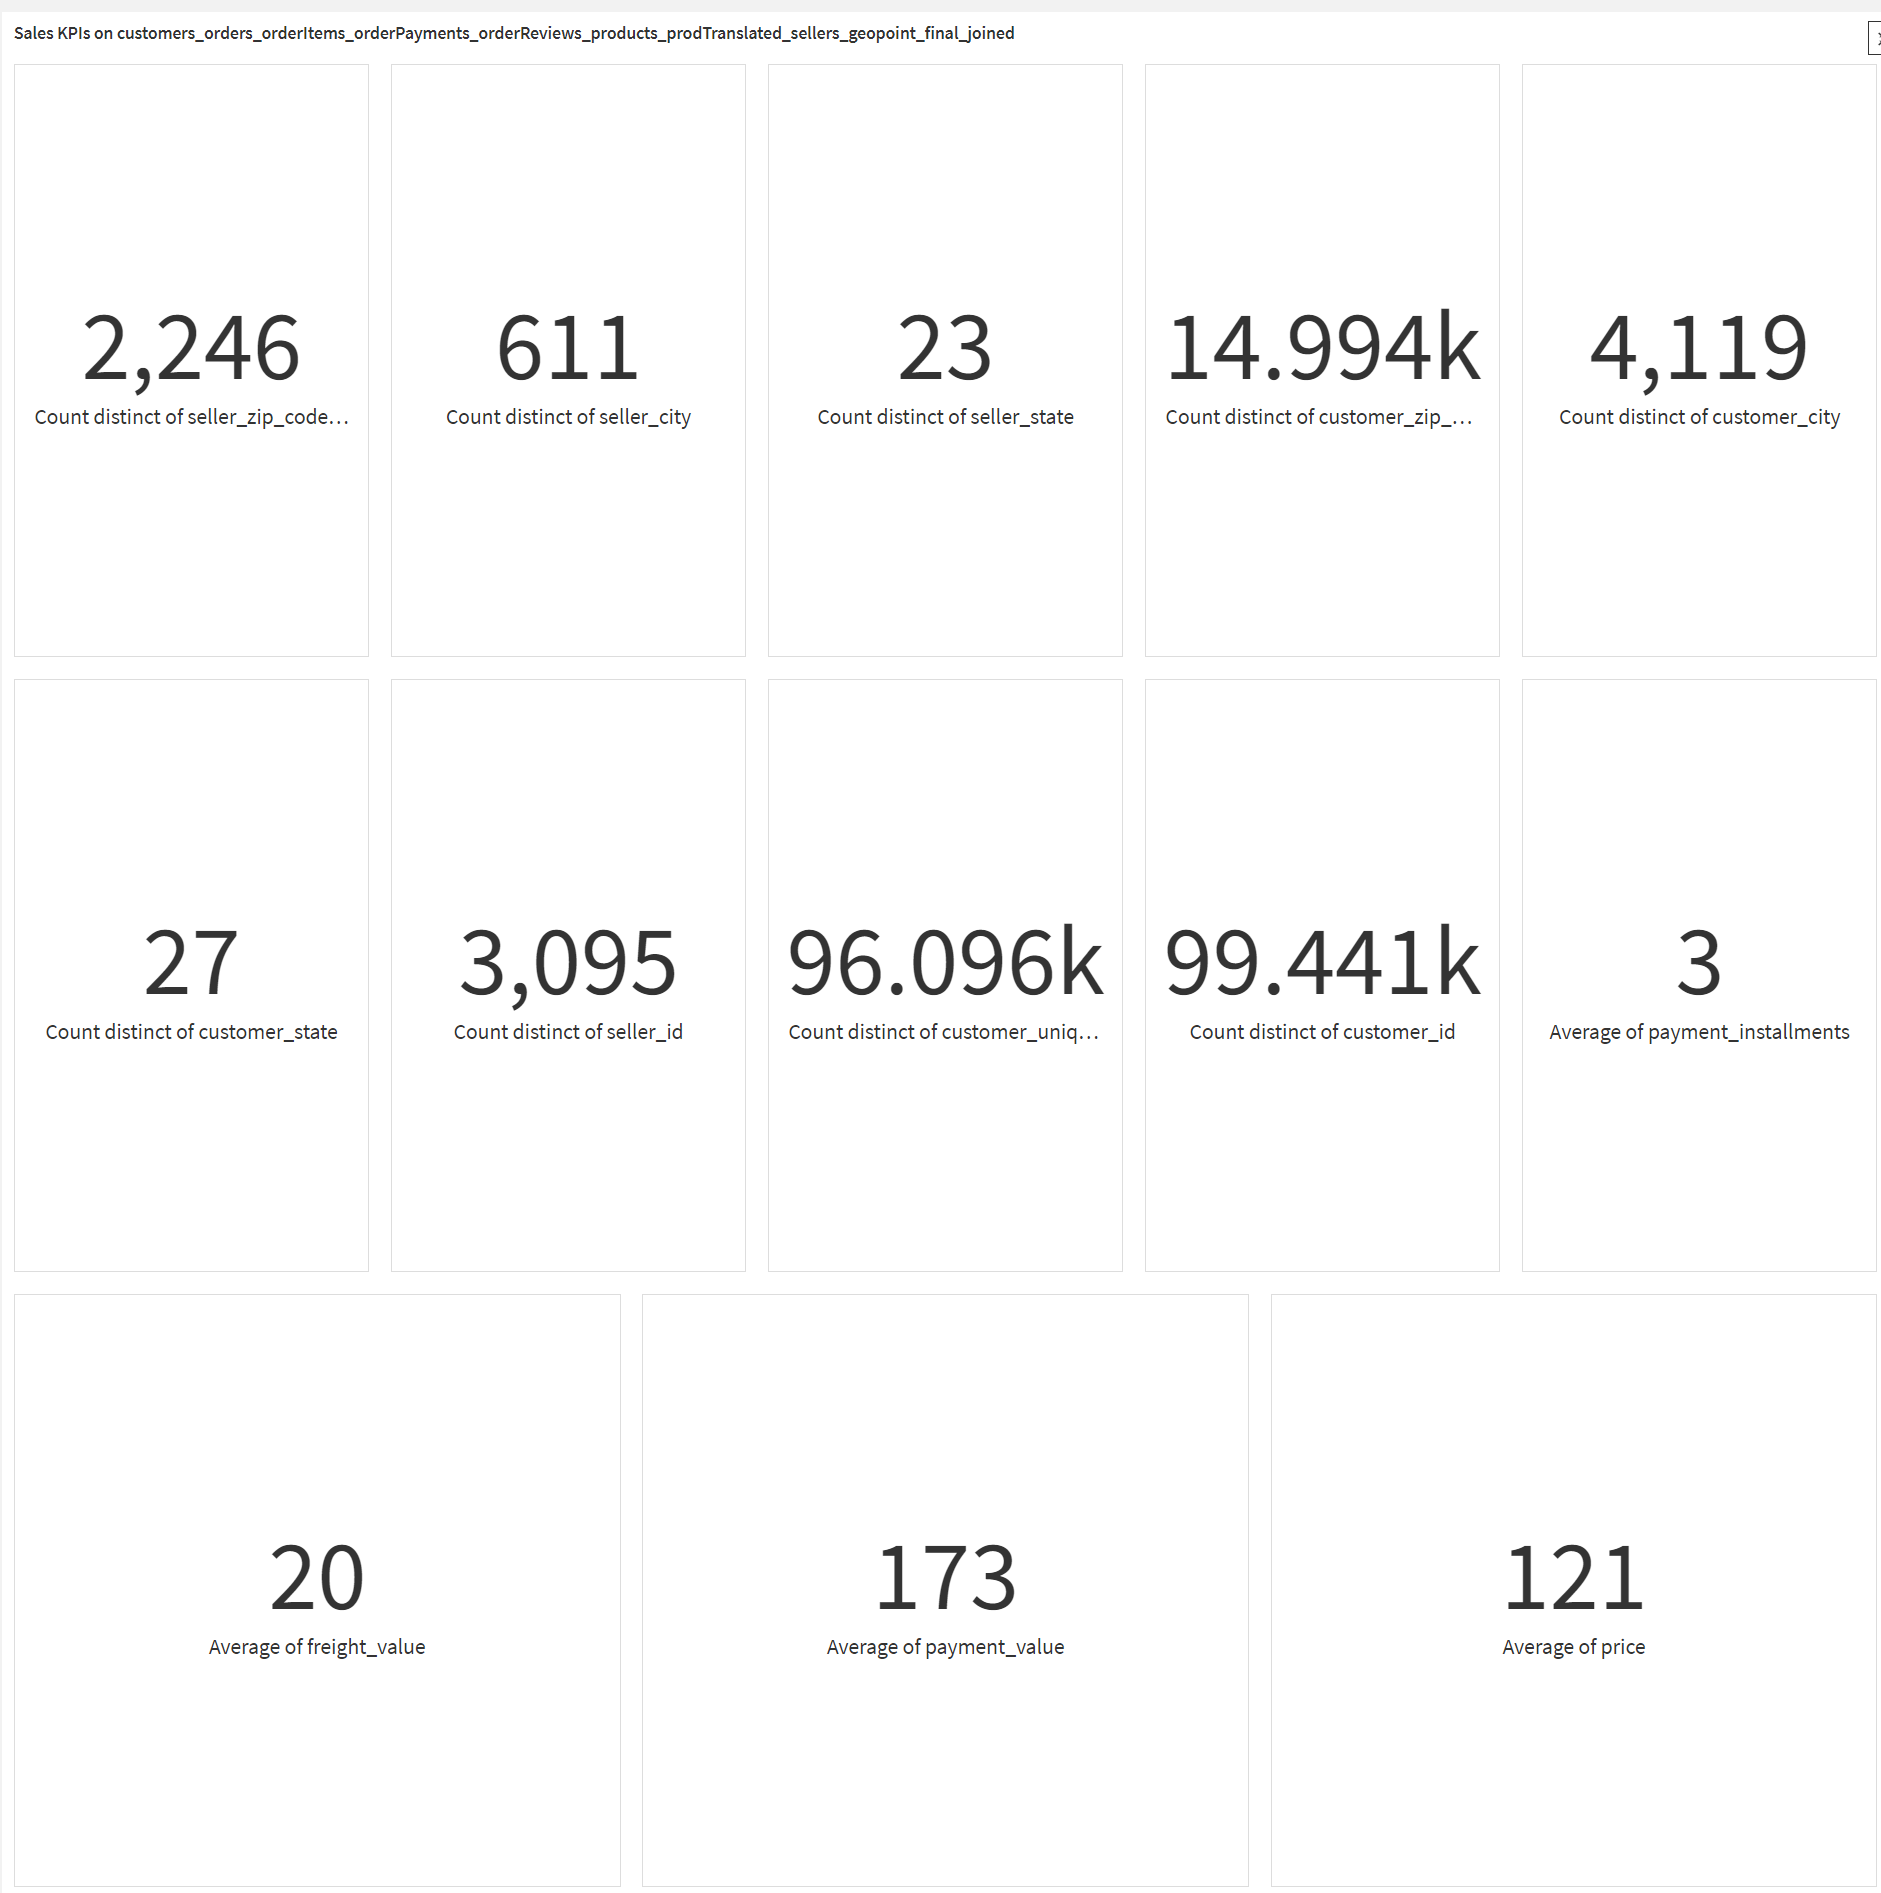 Sales KPIs on customers_orders_orderItems_orderPayments_orderReviews_products_prodTranslated_sellers_geopoint_final_joined
2,246
Count distinct of seller_zip_code…
611
Count distinct of seller_city
23
Count distinct of seller_state
14.994k
Count distinct of customer_zip_…
4,119
Count distinct of customer_city
27
Count distinct of customer_state
3,095
Count distinct of seller_id
96.096k
Count distinct of customer_uniq…
99.441k
Count distinct of customer_id
3
Average of payment_installments
20
Average of freight_value
173
Average of payment_value
121
Average of price